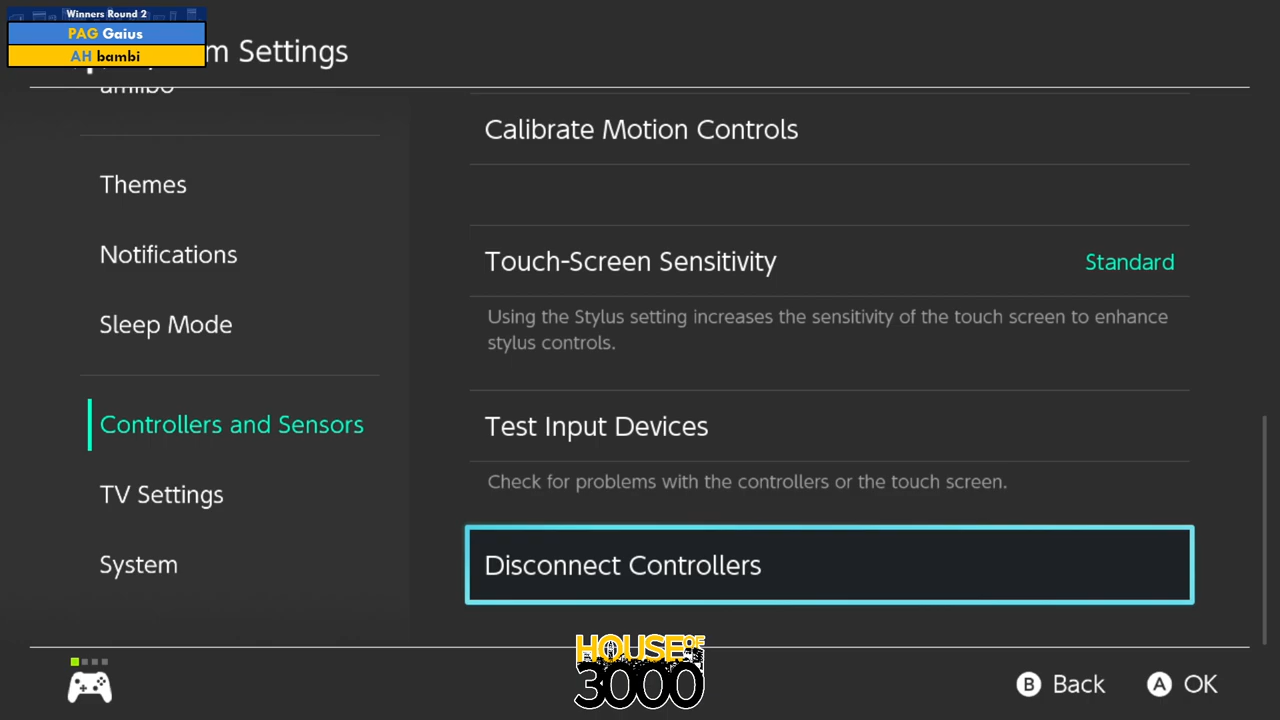 Winners Round 2
PAG Gaius
AH bambi
m Settings
amiibo
Themes
Notifications
Sleep Mode
Controllers and Sensors
TV Settings
System
Calibrate Motion Controls
Touch-Screen Sensitivity Standard
Using the Stylus setting increases the sensitivity of the touch screen to enhance
stylus controls.
Test Input Devices
Check for problems with the controllers or the touch screen.
Disconnect Controllers
HOUSE OF
3000
B Back A OK